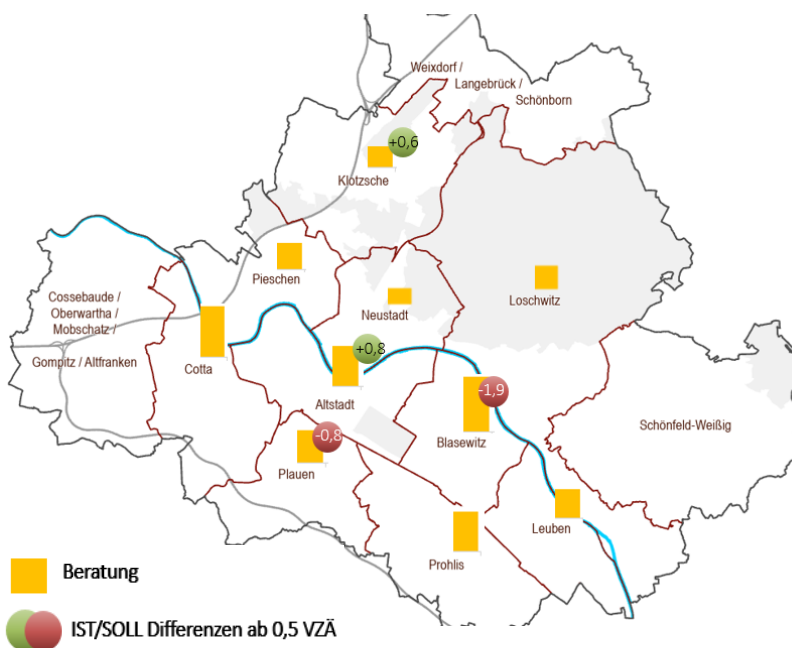 Weixdorf /
Langebrück /
Schönborn
+0,6
Klotzsche
Pieschen
Neustadt
Loschwitz
Cossebaude /
Oberwartha /
Mobschatz /
Gompitz / Altfranken
Cotta
+0,8
Altstadt
-1,9
Blasewitz
Schönfeld-Weißig
-0,8
Plauen
Leuben
Prohlis
Beratung
IST/SOLL Differenzen ab 0,5 VZÄ